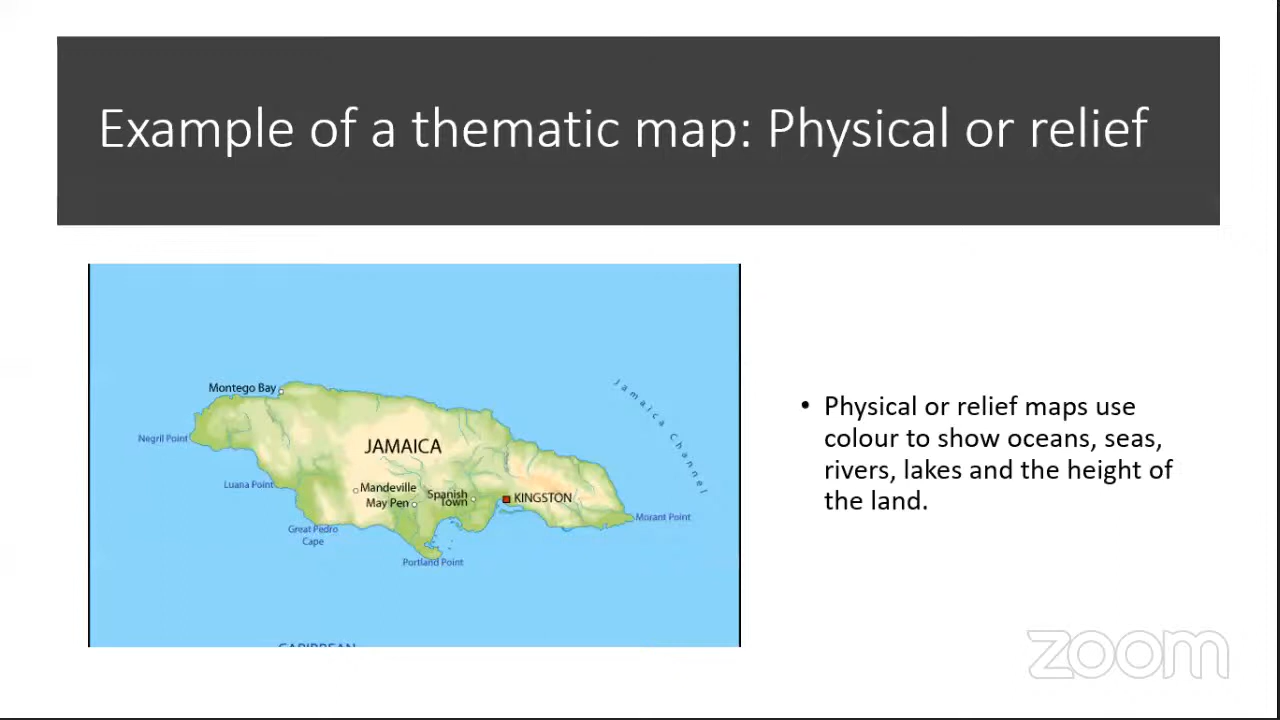 Example of a thematic map: Physical or relief
Montego Bay
Negril Point
JAMAICA
Jamaica Channel
Luana Point
Mandeville
May Pen
Spanish
Town
KINGSTON
Morant Point
Great Pedro
Cape
Portland Point
CARIBBEAN
• Physical or relief maps use
colour to show oceans, seas,
rivers, lakes and the height of
the land.
zoom